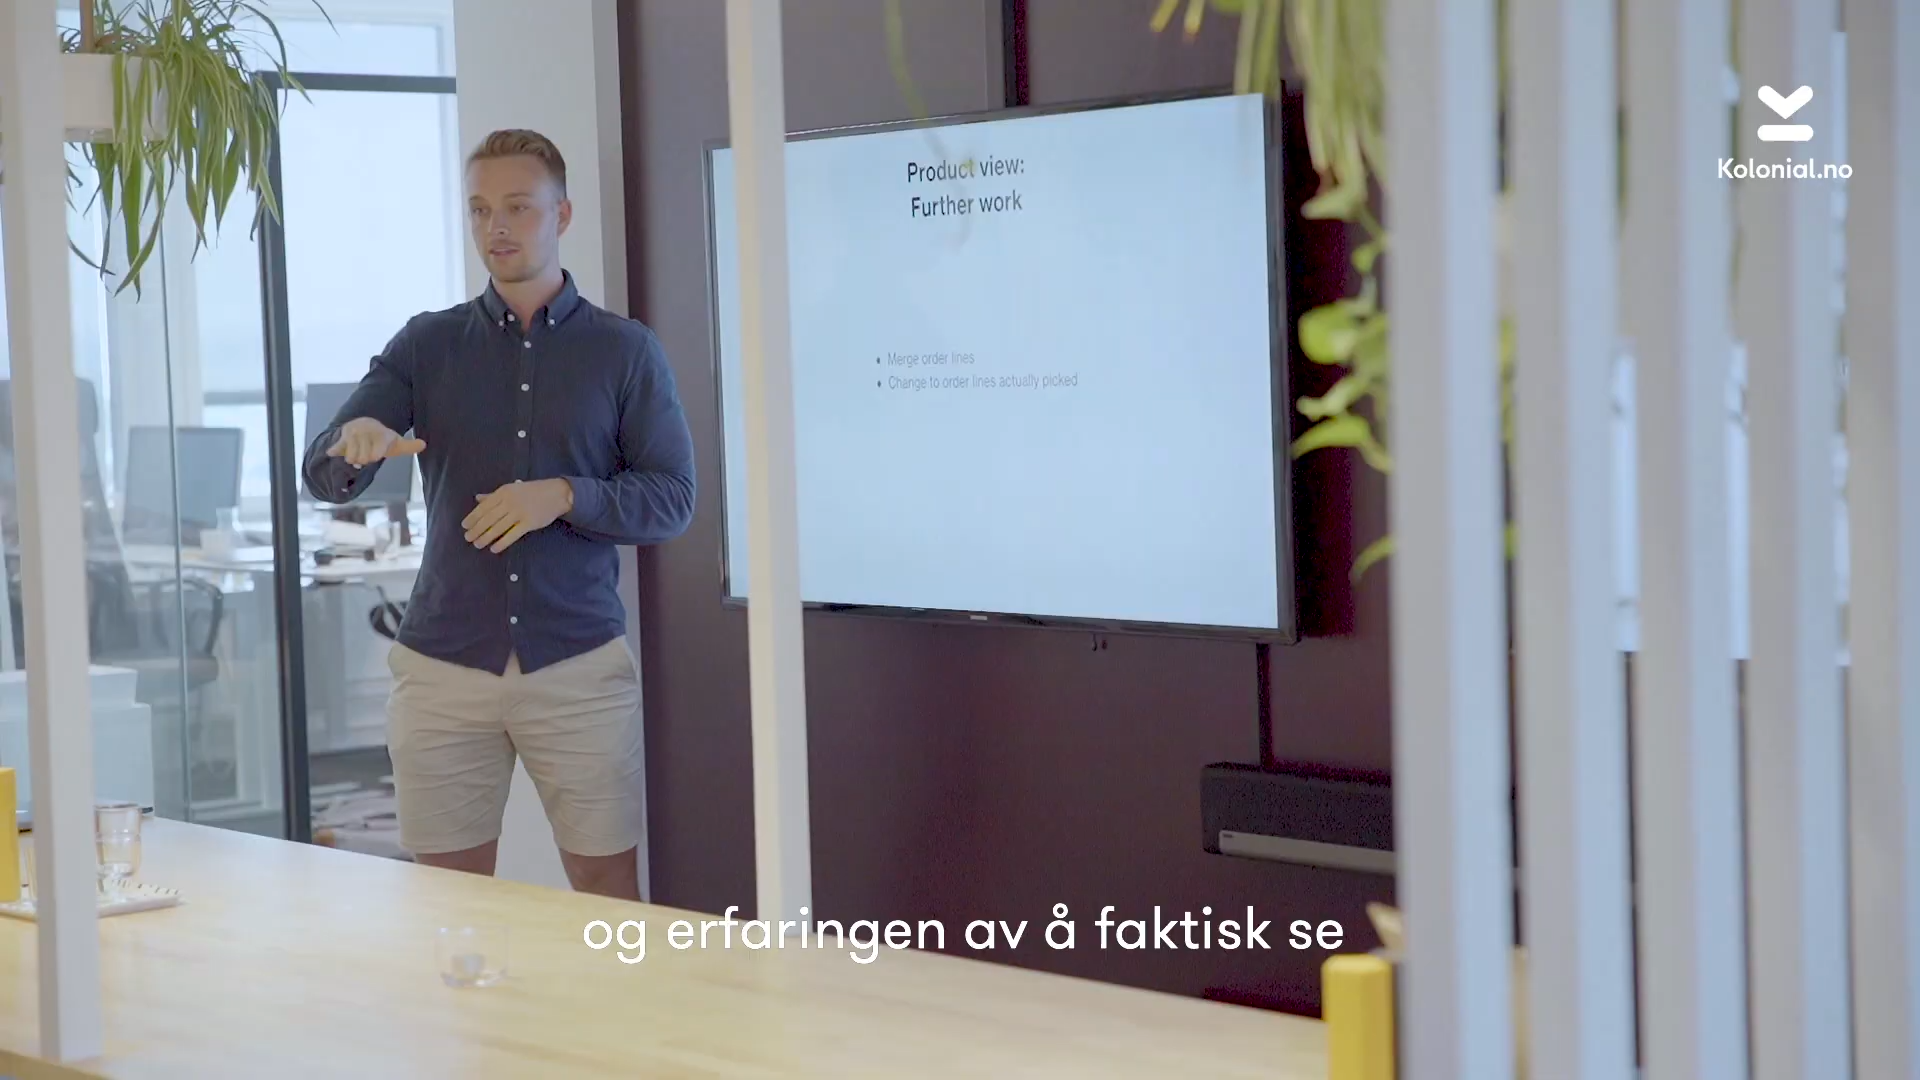 Kolonial.no
Product view:
Further work
• Merge order lines
• Change to order lines actually picked
og erfaringen av å faktisk se